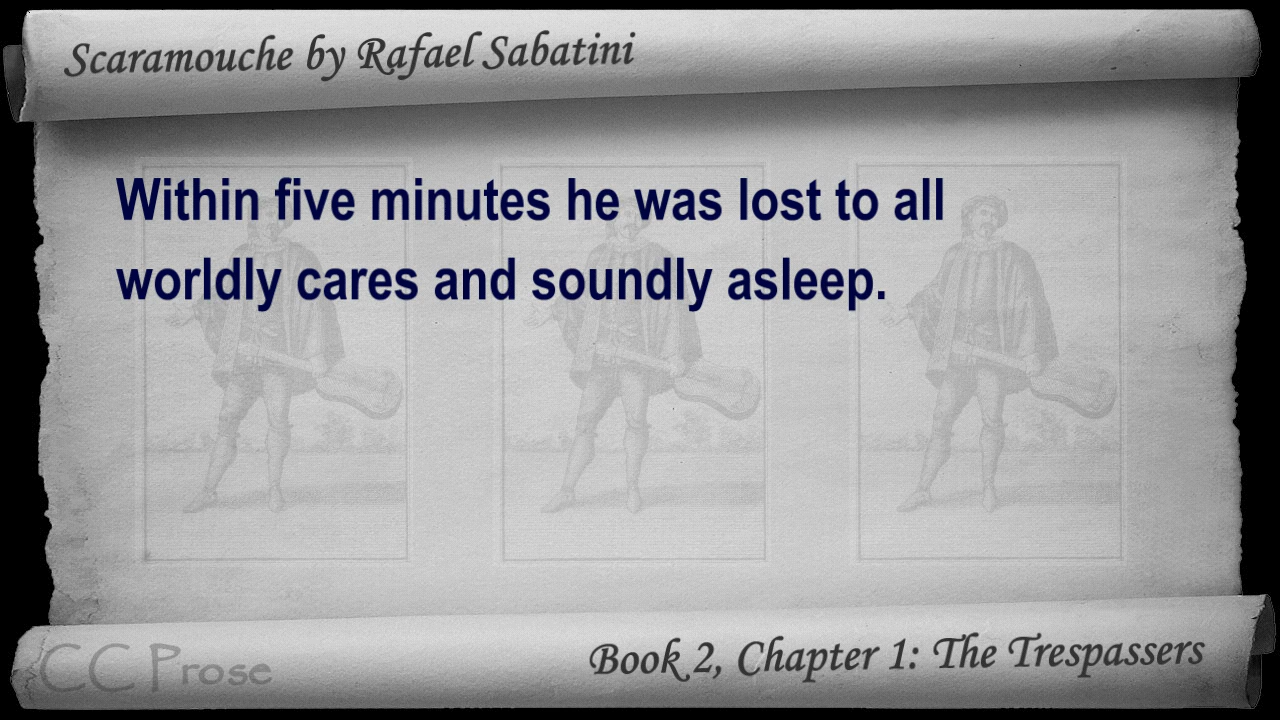 Scaramouche by Rafael Sabatini
Within five minutes he was lost to all
worldly cares and soundly asleep.
CC Prose
Book 2, Chapter 1: The Trespassers